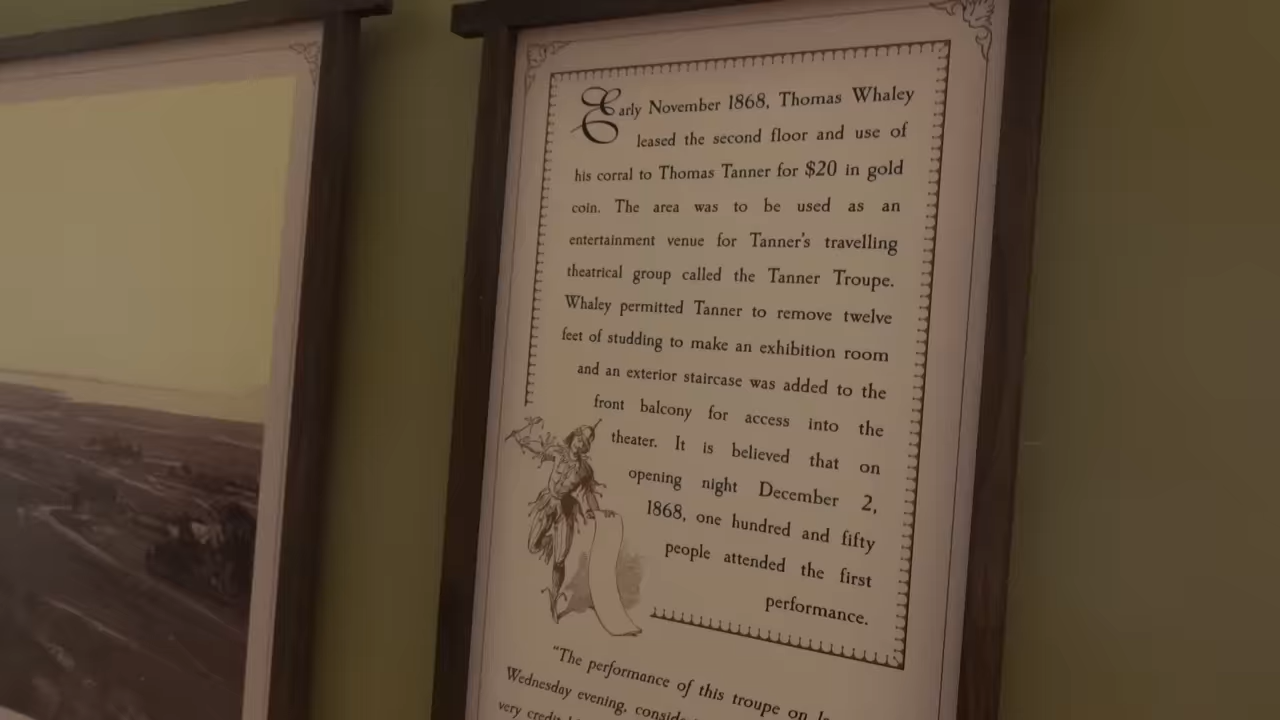 Early November 1868, Thomas Whaley
leased the second floor and use of
his corral to Thomas Tanner for $20 in gold
coin. The area was to be used as an
entertainment venue for Tanner's travelling
theatrical group called the Tanner Troupe.
Whaley permitted Tanner to remove twelve
feet of studding to make an exhibition room
and an exterior staircase was added to the
front balcony for access into the
theater. It is believed that on
opening night December 2,
1868, one hundred and fifty
people attended the first
performance.
"The performance of this troupe on
Wednesday evening,
very